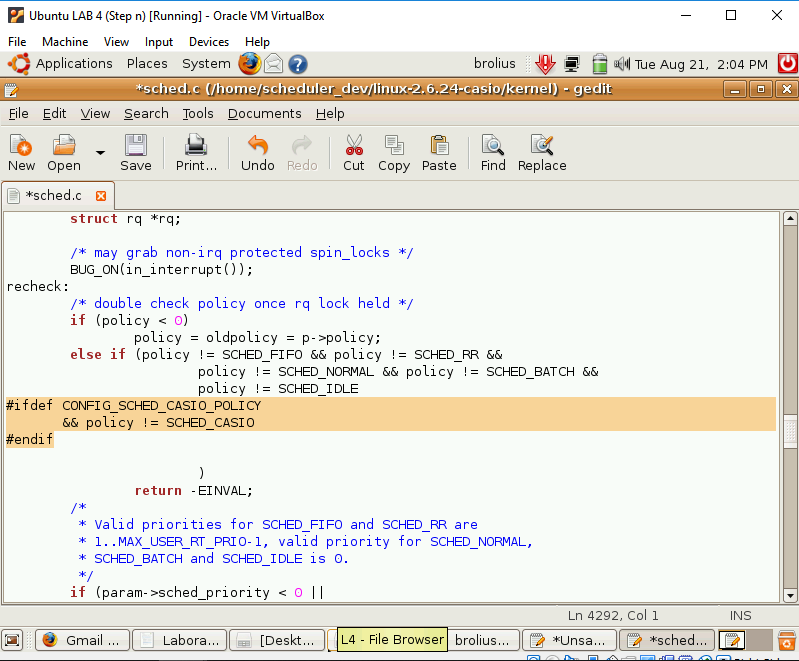 Ubuntu LAB 4 (Step n) [Running] - Oracle VM VirtualBox
File Machine View Input Devices Help
Applications Places System brolius Tue Aug 21, 2:04 PM
*sched.c (/home/scheduler_dev/linux-2.6.24-casio/kernel) - gedit
File Edit View Search Tools Documents Help
New Open Save Print... Undo Redo Cut Copy Paste Find Replace
*sched.c
struct rq *rq;
/* may grab non-irq protected spin_locks */
BUG_ON(in_interrupt());
recheck:
/* double check policy once rq lock held */
if (policy < 0)
policy = oldpolicy = p->policy;
else if (policy != SCHED_FIFO && policy != SCHED_RR &&
policy != SCHED_NORMAL && policy != SCHED_BATCH &&
policy != SCHED_IDLE
#ifdef CONFIG_SCHED_CASIO_POLICY
&& policy != SCHED_CASIO
#endif
)
return -EINVAL;
/*
* Valid priorities for SCHED_FIFO and SCHED_RR are
* 1..MAX_USER_RT_PRIO-1, valid priority for SCHED_NORMAL,
* SCHED_BATCH and SCHED_IDLE is 0.
*/
if (param->sched_priority < 0 ||
Ln 4292, Col 1 INS
Gmail ... Labora... [Deskt... L4 - File Browser brolius... *Unsa... *sched...